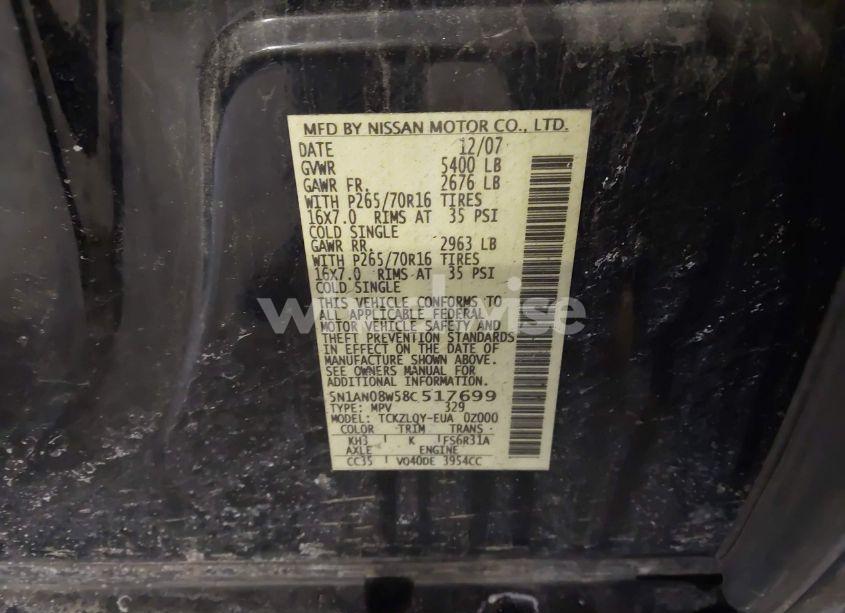 MFD BY NISSAN MOTOR CO., LTD.
DATE 12/07
GVWR 5400 LB
GAWR FR. 2676 LB
WITH P265/70R16 TIRES
16X7.0 RIMS AT 35 PSI
COLD SINGLE
GAWR RR. 2963 LB
WITH P265/70R16 TIRES
16X7.0 RIMS AT 35 PSI
COLD SINGLE
THIS VEHICLE CONFORMS TO
ALL APPLICABLE FEDERAL
MOTOR VEHICLE SAFETY AND
THEFT PREVENTION STANDARDS
IN EFFECT ON THE DATE OF
MANUFACTURE SHOWN ABOVE.
SEE OWNERS MANUAL FOR
ADDITIONAL INFORMATION.
5N1AN08W58C517699
TYPE: MPV 329
MODEL: TCKZLQY-EUA 0Z000
COLOR TRIM TRANS
KH3 K FS6R31A
AXLE ENGINE
CC35 VQ40DE 3954CC